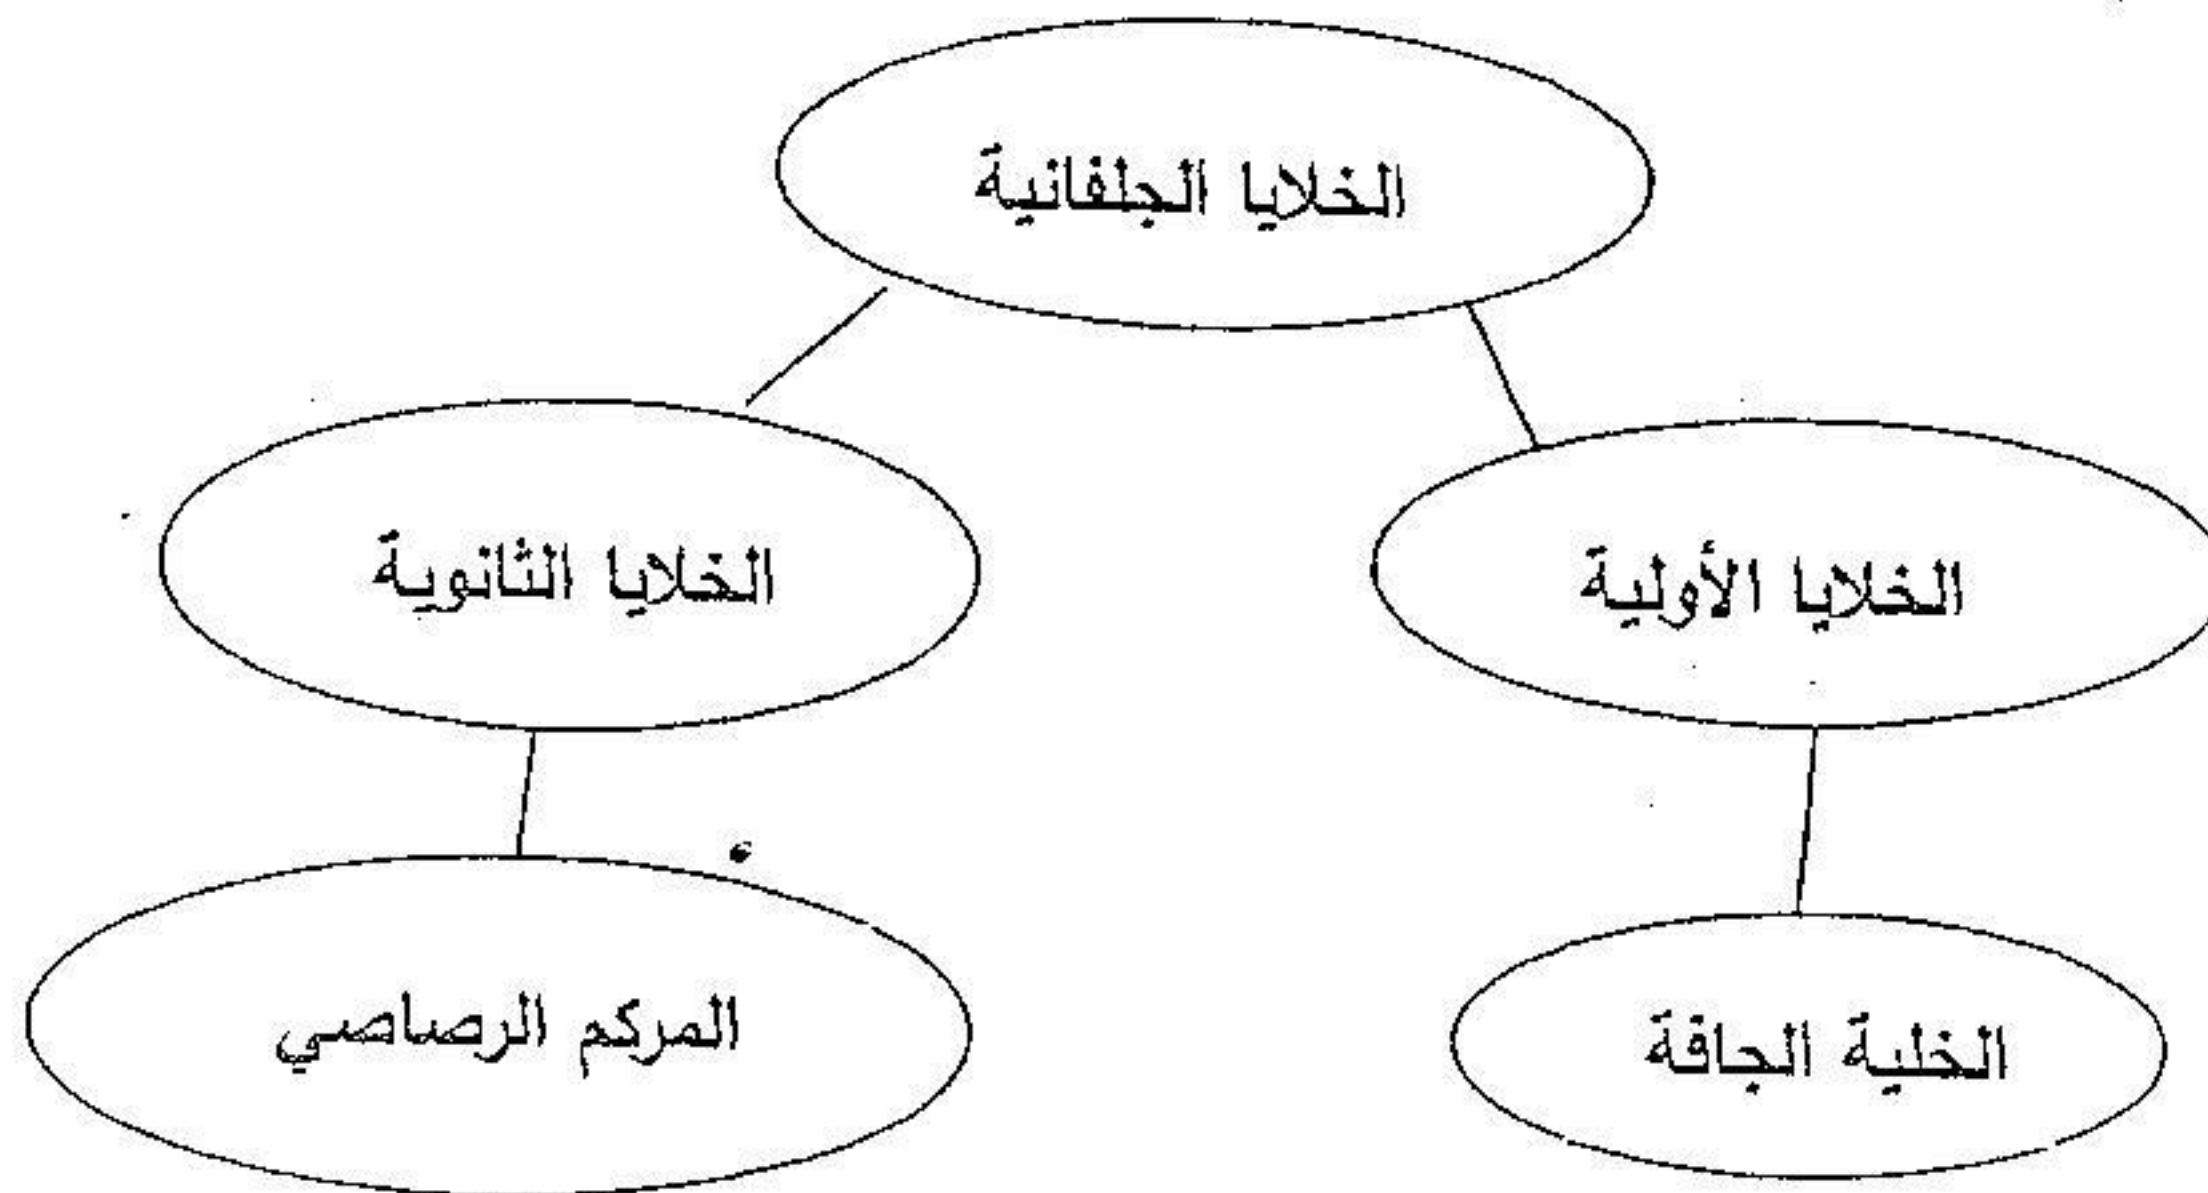 الخلايا الجلفانية
الخلايا الأولية
الخلايا الثانوية
الخلية الجافة
المركم الرصاصي